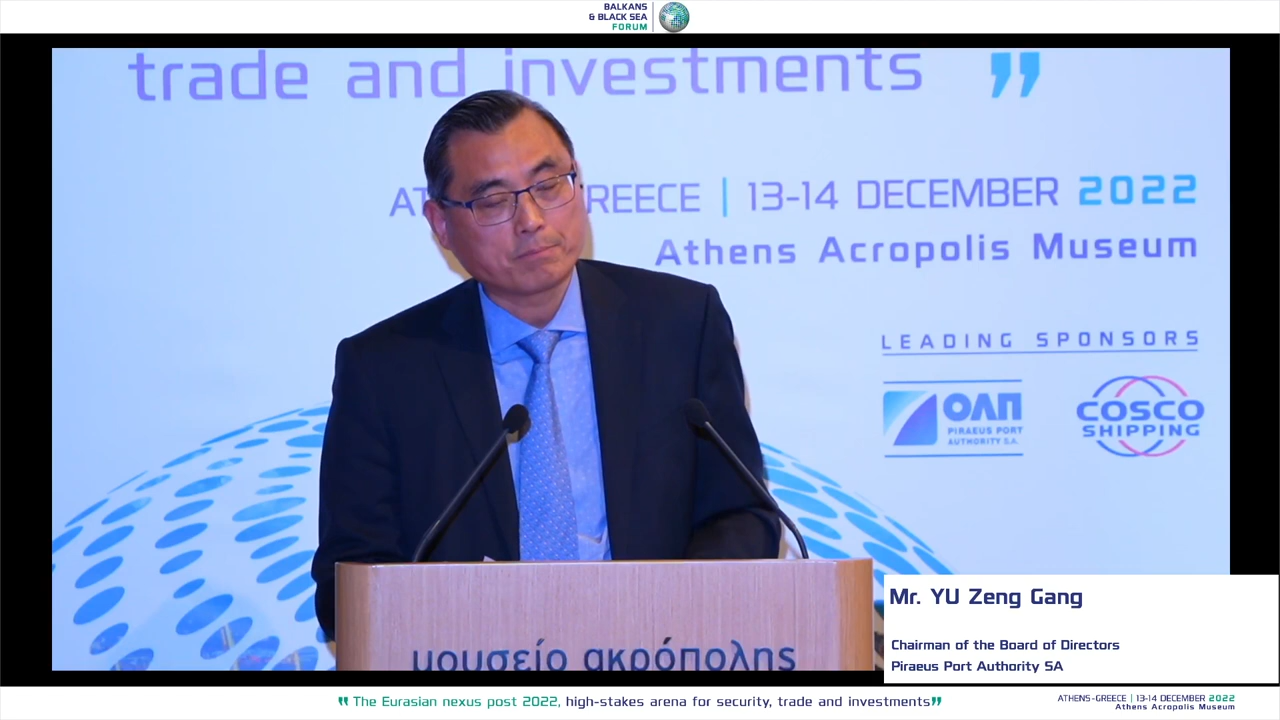 BALKANS
& BLACK SEA
FORUM
trade and investments ”
AT REECE | 13-14 DECEMBER 2022
Athens Acropolis Museum
LEADING SPONSORS
ΟΛΠ
PIRAEUS PORT
AUTHORITY S.A.
COSCO
SHIPPING
μουσείο ακρόπολης
Mr. YU Zeng Gang
Chairman of the Board of Directors
Piraeus Port Authority SA
“ The Eurasian nexus post 2022, high-stakes arena for security, trade and investments”
ATHENS-GREECE | 13-14 DECEMBER 2022
Athens Acropolis Museum